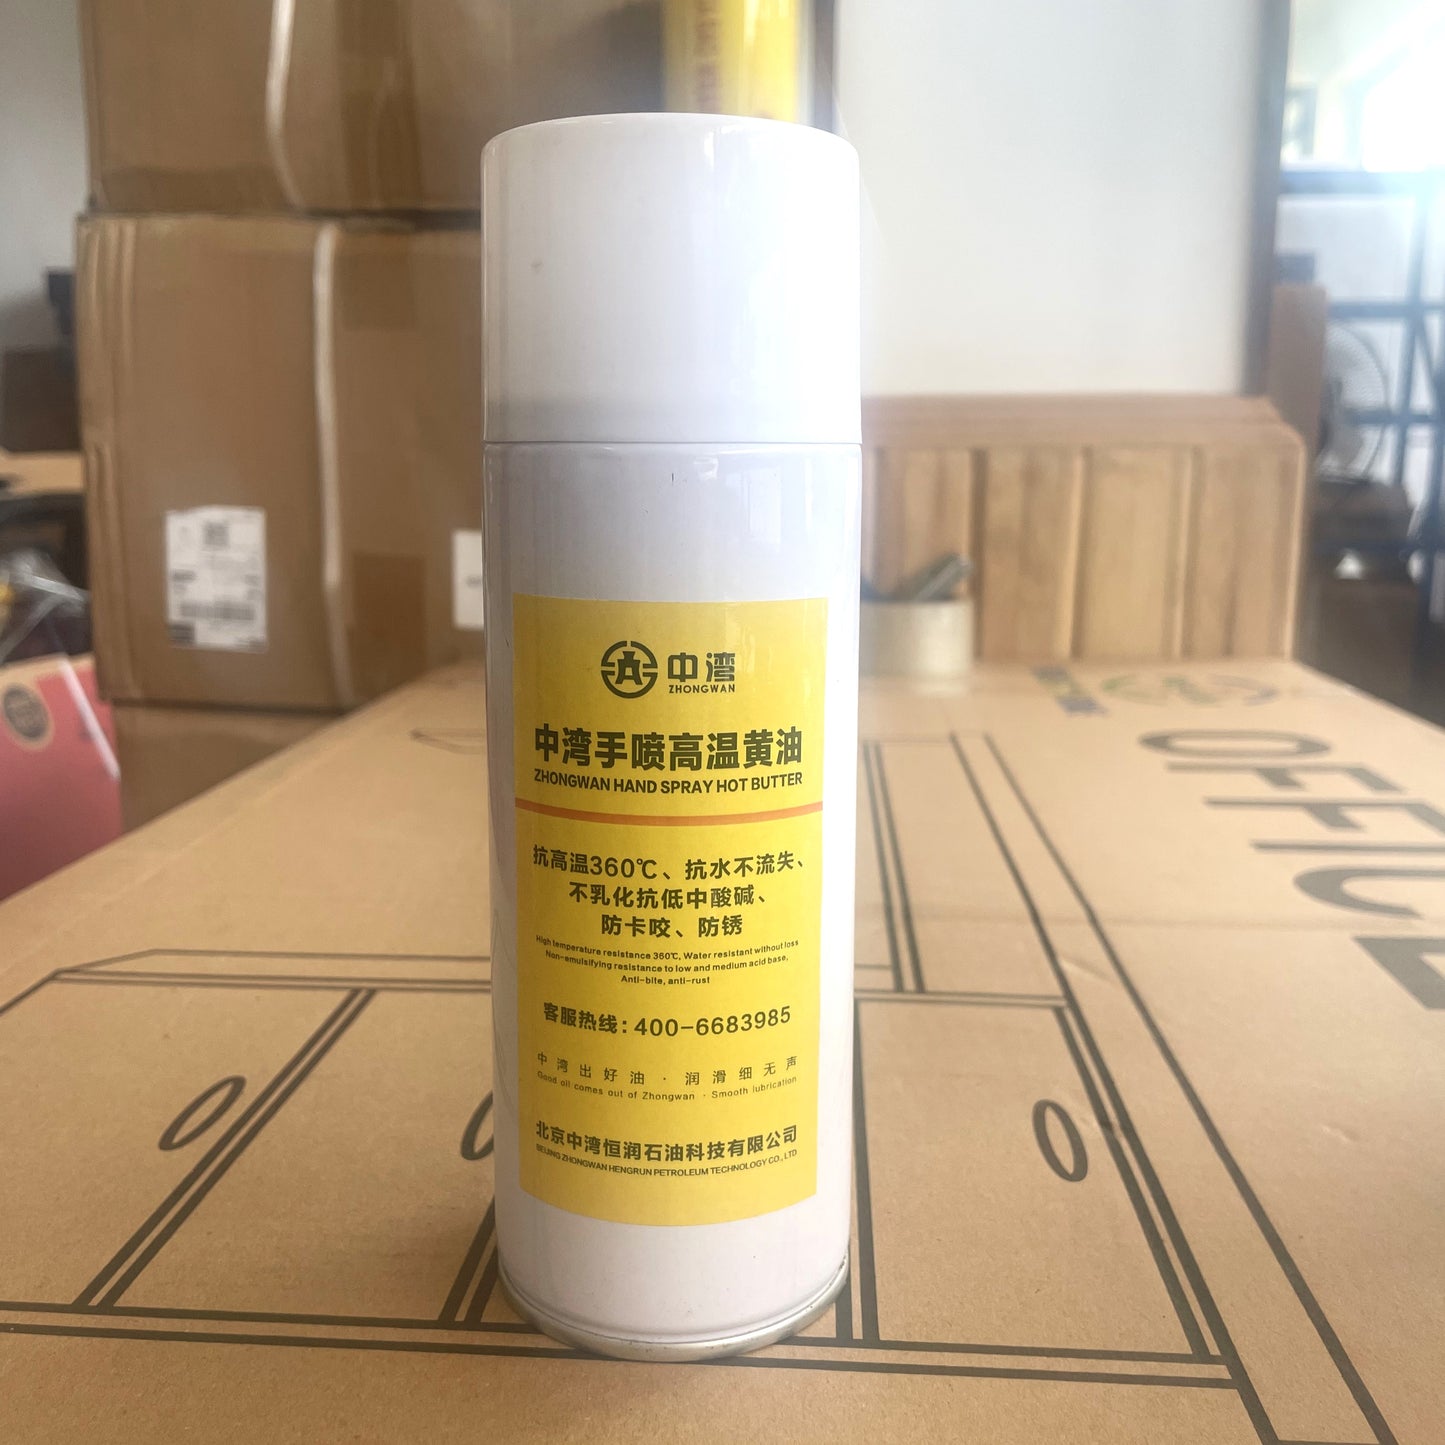 中湾
ZHONGWAN
中湾手喷高温黄油
ZHONGWAN HAND SPRAY HOT BUTTER
抗高温360℃、抗水不流失、
不乳化抗低中酸碱、
防卡咬、防锈
High temperature resistance 360℃, Water resistant without loss
Non-emulsifying resistance to low and medium acid base,
Anti-bite, anti-rust
客服热线：400-6683985
中湾出好油 · 润滑细无声
Good oil comes out of Zhongwan · Smooth lubrication
北京中湾恒润石油科技有限公司
BEIJING ZHONGWAN HENGRUN PETROLEUM TECHNOLOGY CO., LTD
OFFICE